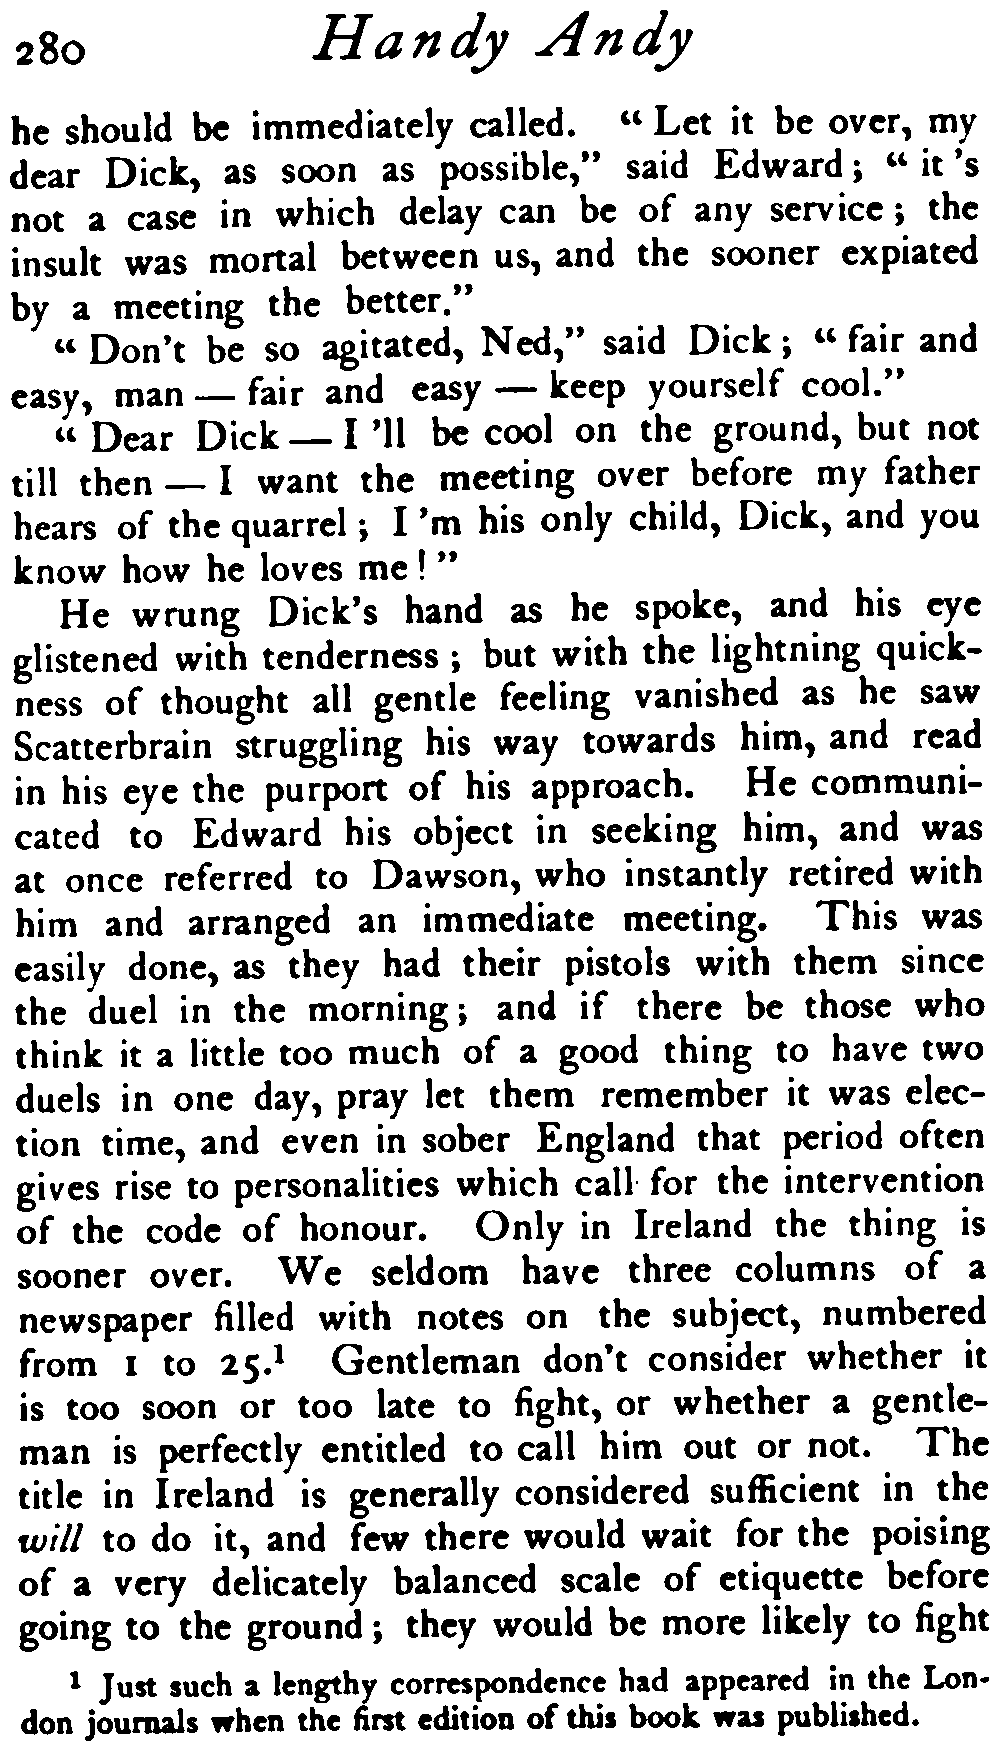 280 Handy Andy
he should be immediately called. “ Let it be over, my
dear Dick, as soon as possible,” said Edward ; “ it 's
not a case in which delay can be of any service ; the
insult was mortal between us, and the sooner expiated
by a meeting the better.”
“ Don't be so agitated, Ned,” said Dick ; “ fair and
easy, man — fair and easy — keep yourself cool.”
“ Dear Dick — I 'll be cool on the ground, but not
till then — I want the meeting over before my father
hears of the quarrel ; I 'm his only child, Dick, and you
know how he loves me ! ”
He wrung Dick's hand as he spoke, and his eye
glistened with tenderness ; but with the lightning quick-
ness of thought all gentle feeling vanished as he saw
Scatterbrain struggling his way towards him, and read
in his eye the purport of his approach. He communi-
cated to Edward his object in seeking him, and was
at once referred to Dawson, who instantly retired with
him and arranged an immediate meeting. This was
easily done, as they had their pistols with them since
the duel in the morning ; and if there be those who
think it a little too much of a good thing to have two
duels in one day, pray let them remember it was elec-
tion time, and even in sober England that period often
gives rise to personalities which call for the intervention
of the code of honour. Only in Ireland the thing is
sooner over. We seldom have three columns of a
newspaper filled with notes on the subject, numbered
from 1 to 25.¹ Gentleman don't consider whether it
is too soon or too late to fight, or whether a gentle-
man is perfectly entitled to call him out or not. The
title in Ireland is generally considered sufficient in the
will to do it, and few there would wait for the poising
of a very delicately balanced scale of etiquette before
going to the ground ; they would be more likely to fight
¹ Just such a lengthy correspondence had appeared in the Lon-
don journals when the first edition of this book was published.